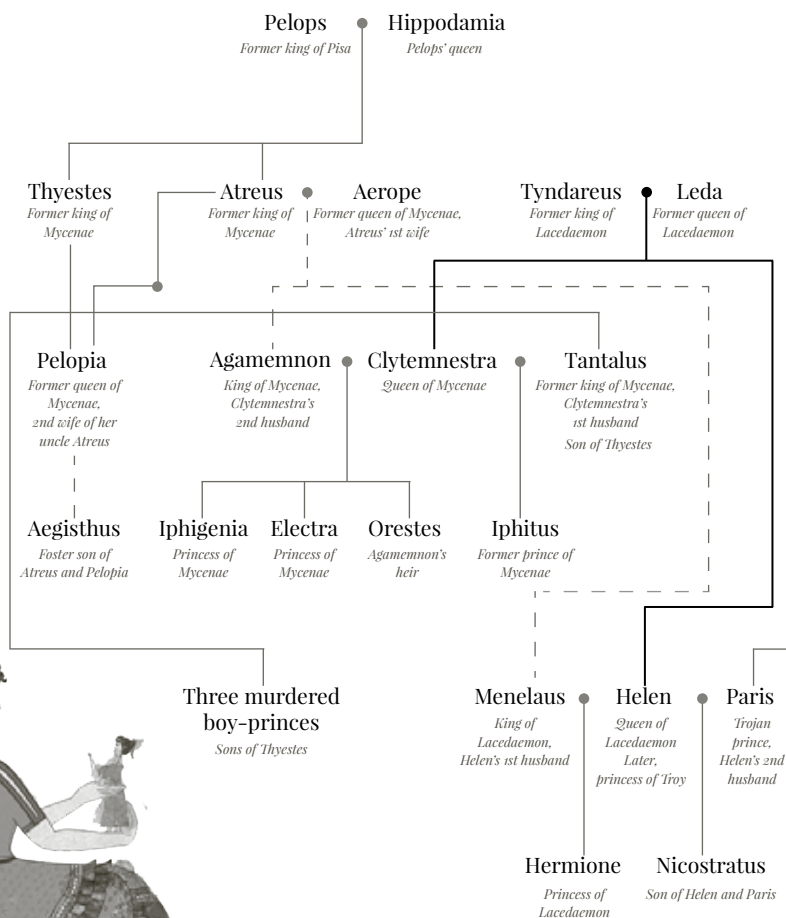 Pelops
Former king of Pisa
Hippodamia
Pelops' queen
Thyestes
Former king of
Mycenae
Atreus
Former king of
Mycenae
Aerope
Former queen of Mycenae,
Atreus' 1st wife
Tyndareus
Former king of
Lacedaemon
Leda
Former queen of
Lacedaemon
Pelopia
Former queen of
Mycenae,
2nd wife of her
uncle Atreus
Agamemnon
King of Mycenae,
Clytemnestra's
2nd husband
Clytemnestra
Queen of Mycenae
Tantalus
Former king of Mycenae,
Clytemnestra's
1st husband
Son of Thyestes
Aegisthus
Foster son of
Atreus and Pelopia
Iphigenia
Princess of
Mycenae
Electra
Princess of
Mycenae
Orestes
Agamemnon's
heir
Iphitus
Former prince of
Mycenae
Three murdered
boy-princes
Sons of Thyestes
Menelaus
King of
Lacedaemon,
Helen's 1st husband
Helen
Queen of
Lacedaemon
Later,
princess of Troy
Paris
Trojan
prince,
Helen's 2nd
husband
Hermione
Princess of
Lacedaemon
Nicostratus
Son of Helen and Paris